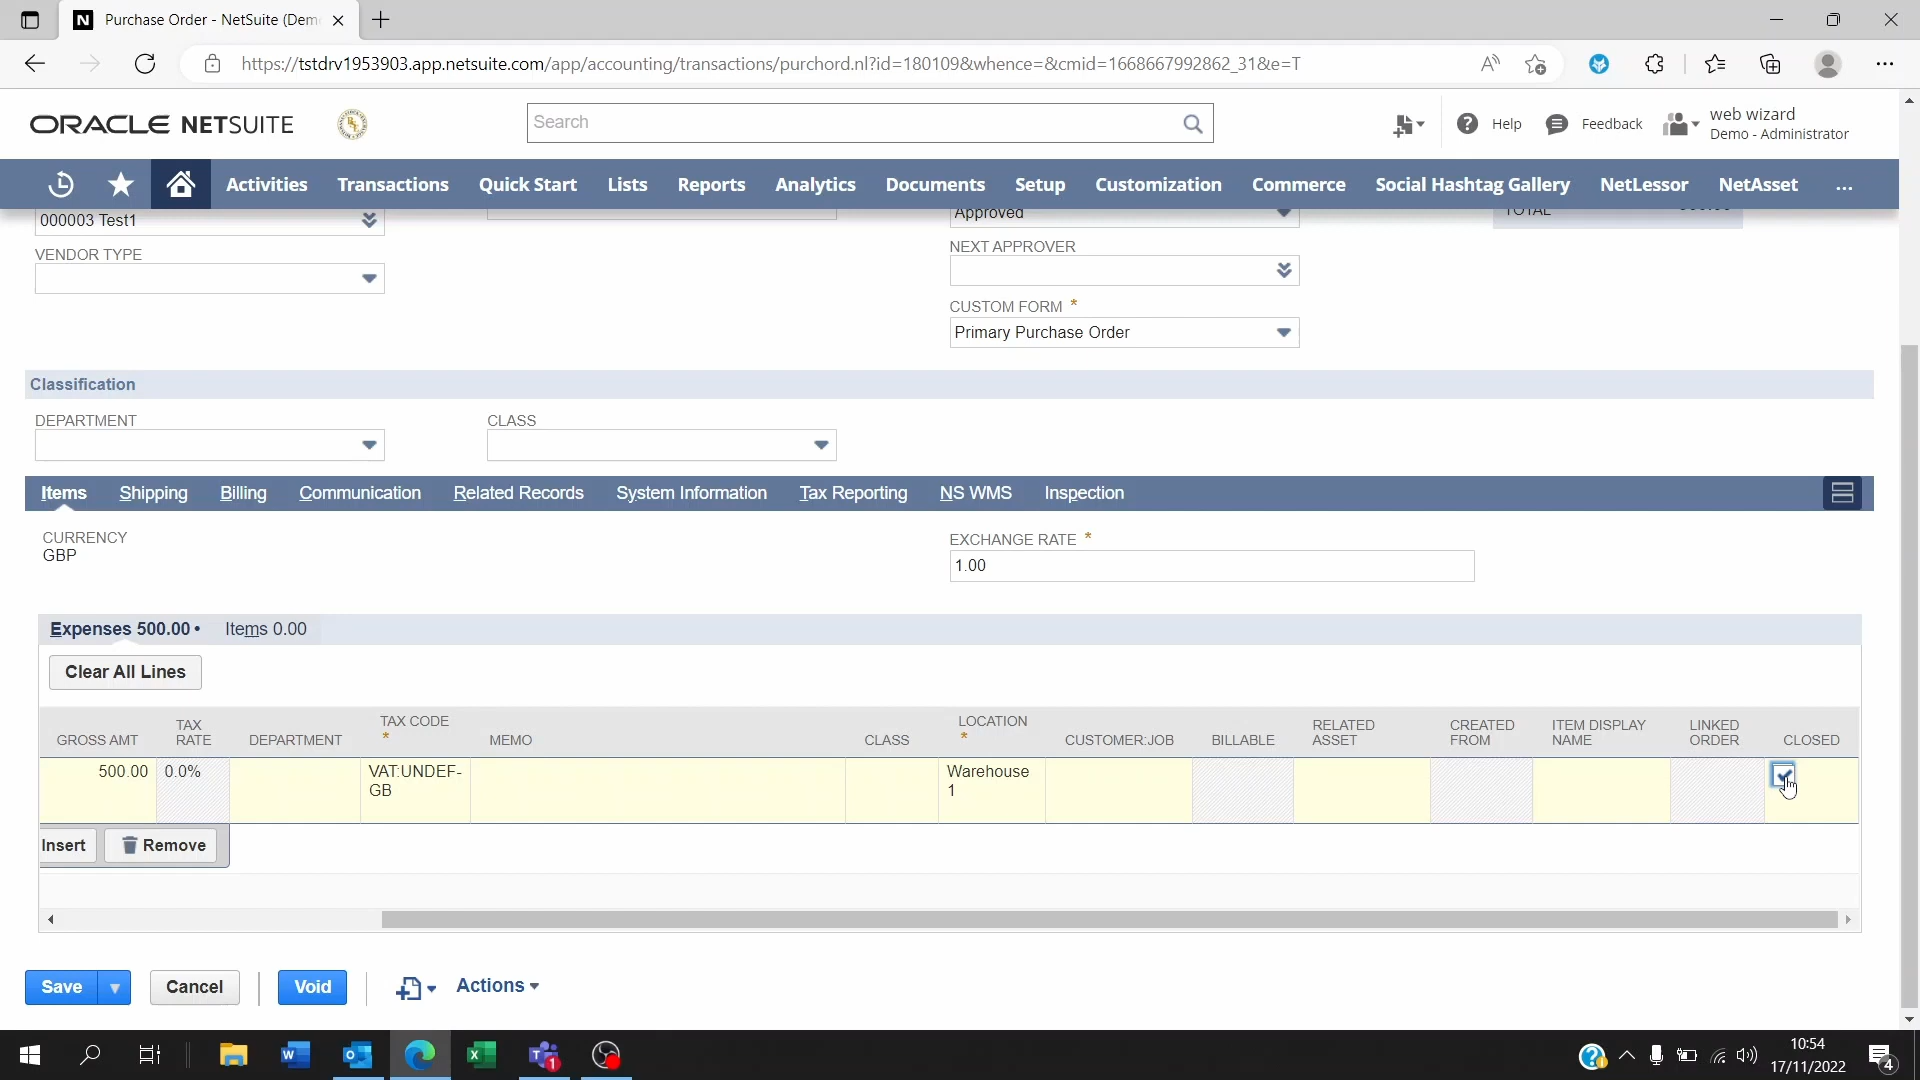 Purchase Order - NetSuite (Dem
https://tstdrv1953903.app.netsuite.com/app/accounting/transactions/purchord.nl?id=180109&whence=&cmid=1668667992862_31&e=T
ORACLE NETSUITE
Search
Help
Feedback
web wizard
Demo - Administrator
Activities Transactions Quick Start Lists Reports Analytics Documents Setup Customization Commerce Social Hashtag Gallery NetLessor NetAsset ...
000003 Test1
Approved
TOTAL
VENDOR TYPE
NEXT APPROVER
CUSTOM FORM *
Primary Purchase Order
Classification
DEPARTMENT
CLASS
Items Shipping Billing Communication Related Records System Information Tax Reporting NS WMS Inspection
CURRENCY
GBP
EXCHANGE RATE *
1.00
Expenses 500.00 • Items 0.00
Clear All Lines
GROSS AMT TAX RATE DEPARTMENT TAX CODE * MEMO CLASS LOCATION * CUSTOMER:JOB BILLABLE RELATED ASSET CREATED FROM ITEM DISPLAY NAME LINKED ORDER CLOSED
500.00 0.0% VAT:UNDEF-GB Warehouse 1
Insert Remove
Save Cancel Void Actions
10:54
17/11/2022
1
4